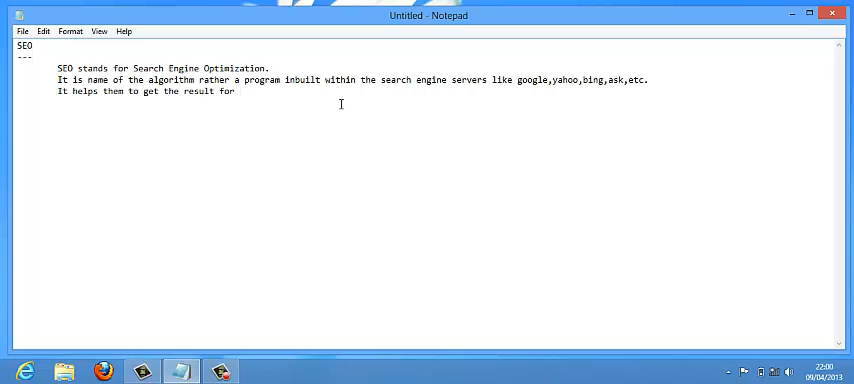 Untitled - Notepad
File Edit Format View Help
SEO
---
SEO stands for Search Engine Optimization.
It is name of the algorithm rather a program inbuilt within the search engine servers like google,yahoo,bing,ask,etc.
It helps them to get the result for
22:00
09/04/2013